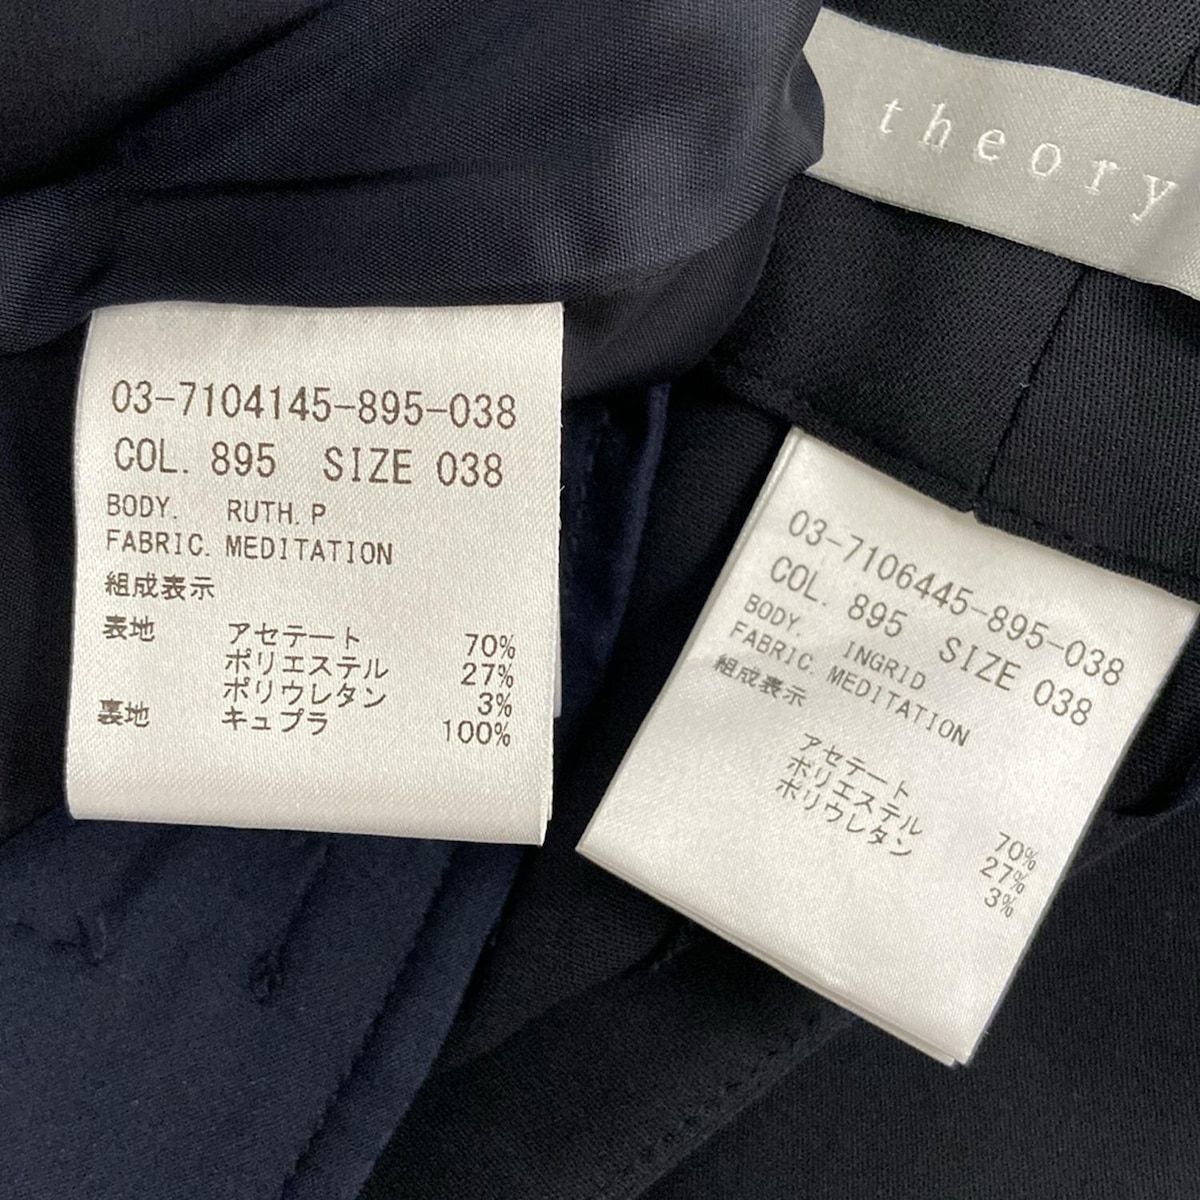 theory
03-7104145-895-038
COL. 895 SIZE 038
BODY. RUTH.P
FABRIC. MEDITATION
組成表示
表地 アセテート 70%
ポリエステル 27%
ポリウレタン 3%
裏地 キュプラ 100%
03-7106445-895-038
COL. 895 SIZE 038
BODY. INGRID
FABRIC. MEDITATION
組成表示
アセテート 70%
ポリエステル 27%
ポリウレタン 3%